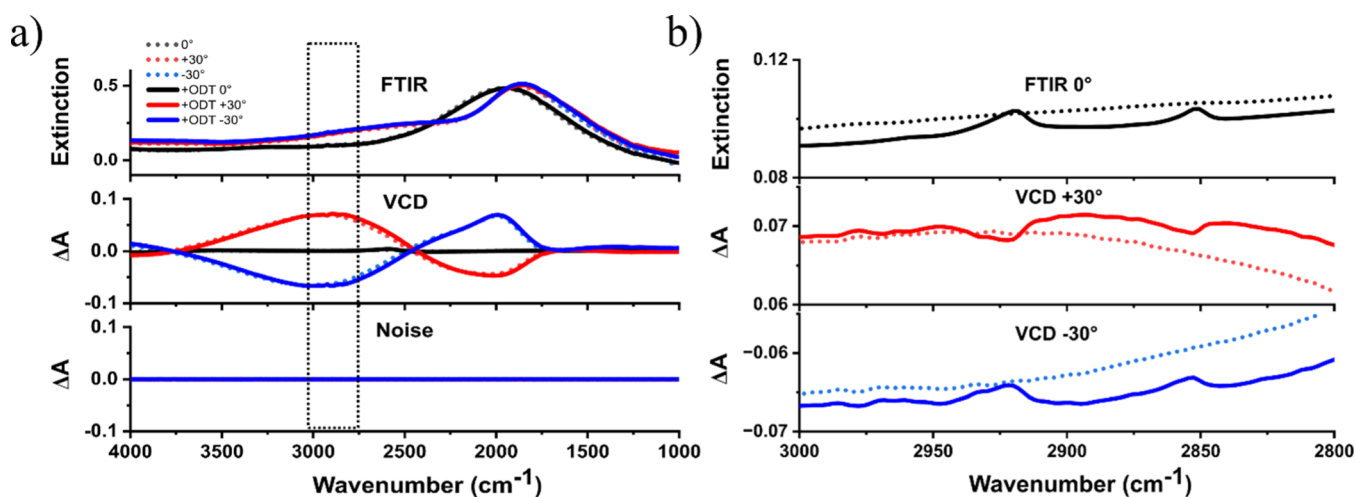 a)
0°
+30°
-30°
+ODT 0°
+ODT +30°
+ODT -30°
FTIR
Extinction
0.5
0.0
VCD
ΔA
0.1
0.0
-0.1
Noise
ΔA
0.1
0.0
-0.1
4000 3500 3000 2500 2000 1500 1000
Wavenumber (cm⁻¹)
b)
FTIR 0°
Extinction
0.12
0.08
VCD +30°
ΔA
0.07
0.06
VCD -30°
ΔA
−0.06
−0.07
3000 2950 2900 2850 2800
Wavenumber (cm⁻¹)